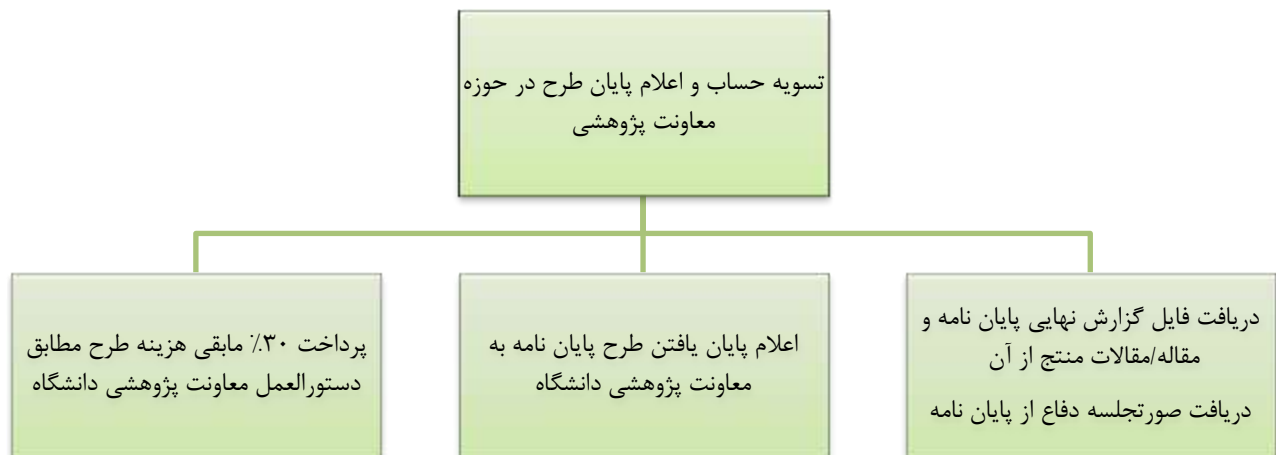 تسویه حساب و اعلام پایان طرح در حوزه
معاونت پژوهشی
دریافت فایل گزارش نهایی پایان نامه و
مقاله/مقالات منتج از آن
دریافت صورتجلسه دفاع از پایان نامه
اعلام پایان یافتن طرح پایان نامه به
معاونت پژوهشی دانشگاه
پرداخت ۳۰٪ مابقی هزینه طرح مطابق
دستورالعمل معاونت پژوهشی دانشگاه